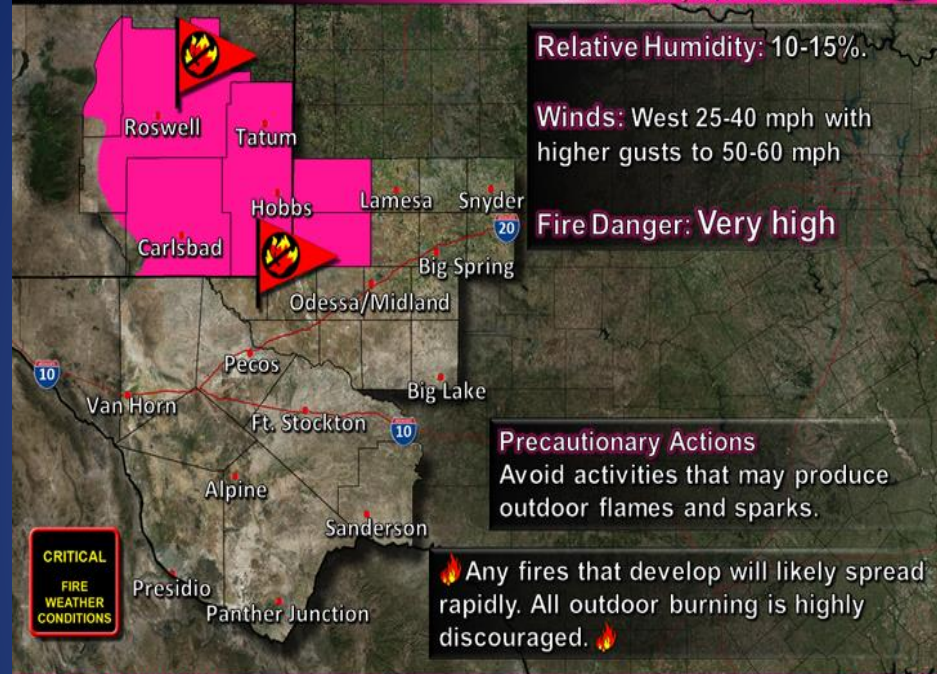 Relative Humidity: 10-15%.
Winds: West 25-40 mph with
higher gusts to 50-60 mph
Fire Danger: Very high
Roswell
Tatum
Hobbs
Lamesa
Snyder
Carlsbad
20
Big Spring
Odessa/Midland
Pecos
10
Van Horn
Big Lake
Ft. Stockton
10
Alpine
Sanderson
Presidio
Panther Junction
Precautionary Actions
Avoid activities that may produce
outdoor flames and sparks.
CRITICAL
FIRE
WEATHER
CONDITIONS
Any fires that develop will likely spread
rapidly. All outdoor burning is highly
discouraged.